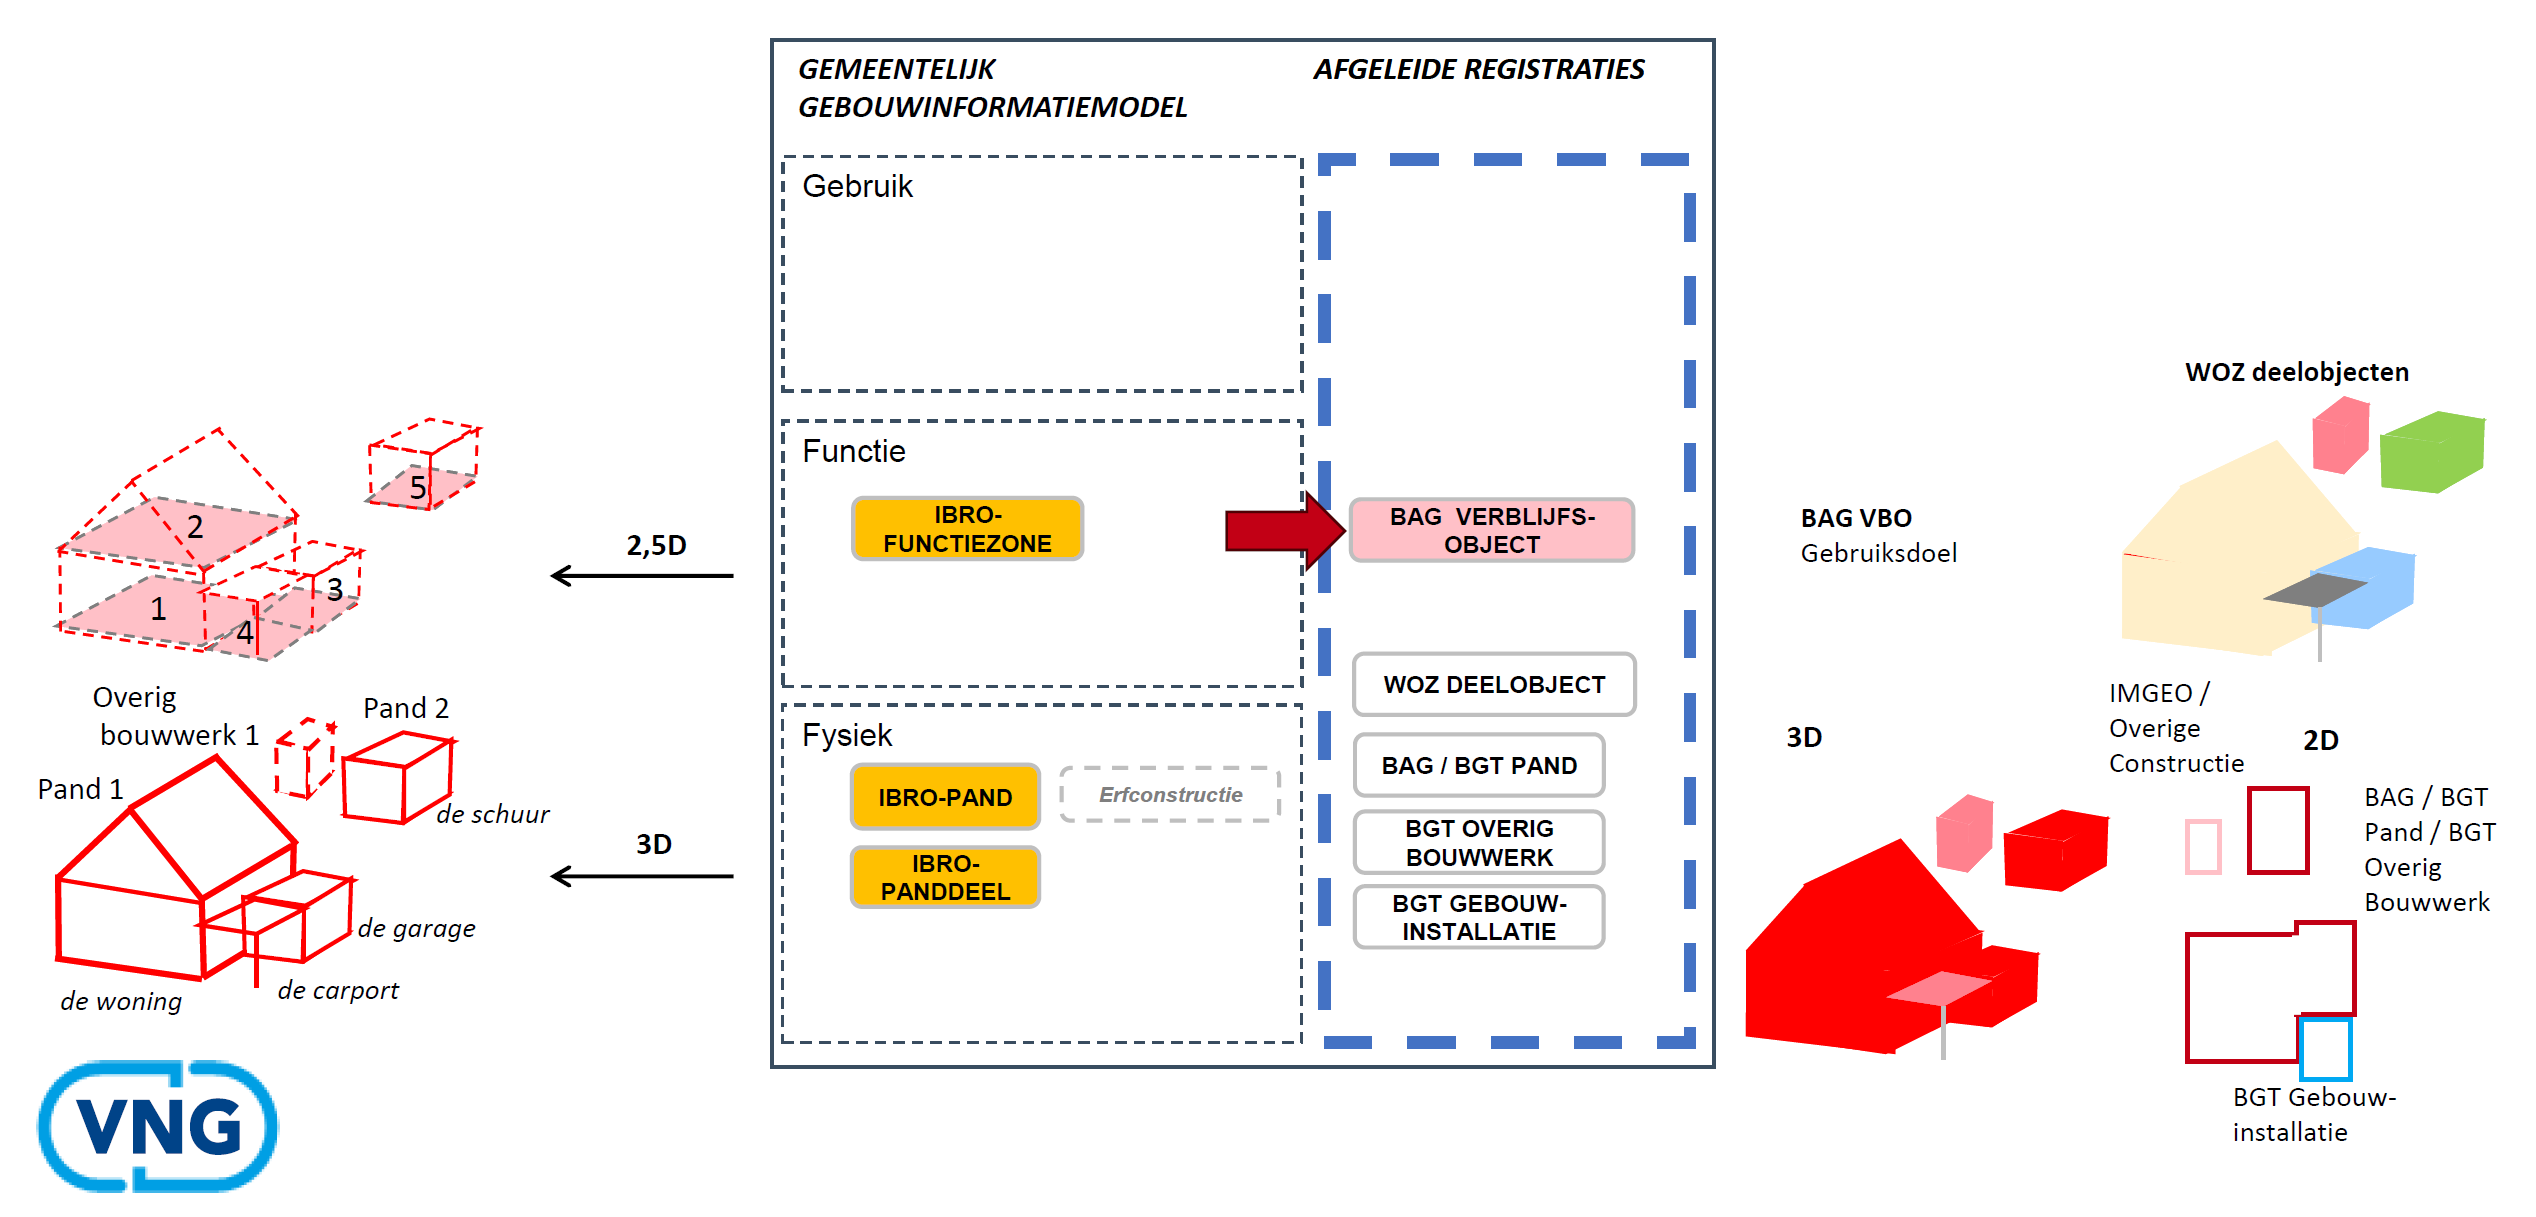 GEMEENTELIJK
GEBOUWINFORMATIEMODEL
AFGELEIDE REGISTRATIES
Gebruik
Functie
IBRO-
FUNCTIEZONE
Fysiek
IBRO-PAND
Erfconstructie
IBRO-
PANDDEEL
BAG VERBLIJFS-
OBJECT
WOZ DEELOBJECT
BAG / BGT PAND
BGT OVERIG
BOUWWERK
BGT GEBOUW-
INSTALLATIE
2,5D
3D
5
2
3
1
4
Overig
bouwwerk 1
Pand 2
Pand 1
de schuur
de garage
de carport
de woning
VNG
WOZ deelobjecten
BAG VBO
Gebruiksdoel
IMGEO /
Overige
Constructie
3D
2D
BAG / BGT
Pand / BGT
Overig
Bouwwerk
BGT Gebouw-
installatie